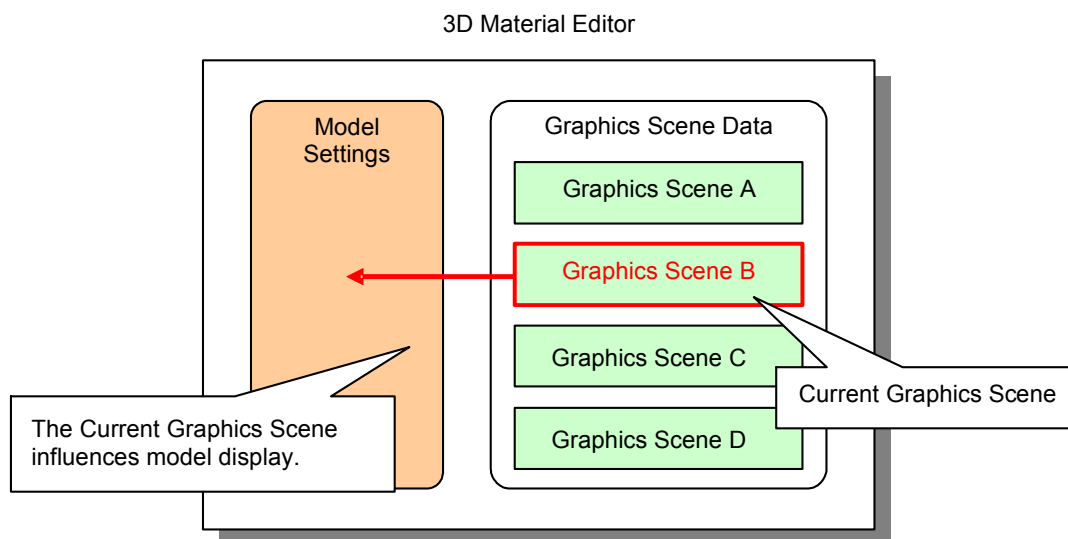 3D Material Editor
Model
Settings
Graphics Scene Data
Graphics Scene A
Graphics Scene B
Graphics Scene C
Graphics Scene D
Current Graphics Scene
The Current Graphics Scene
influences model display.